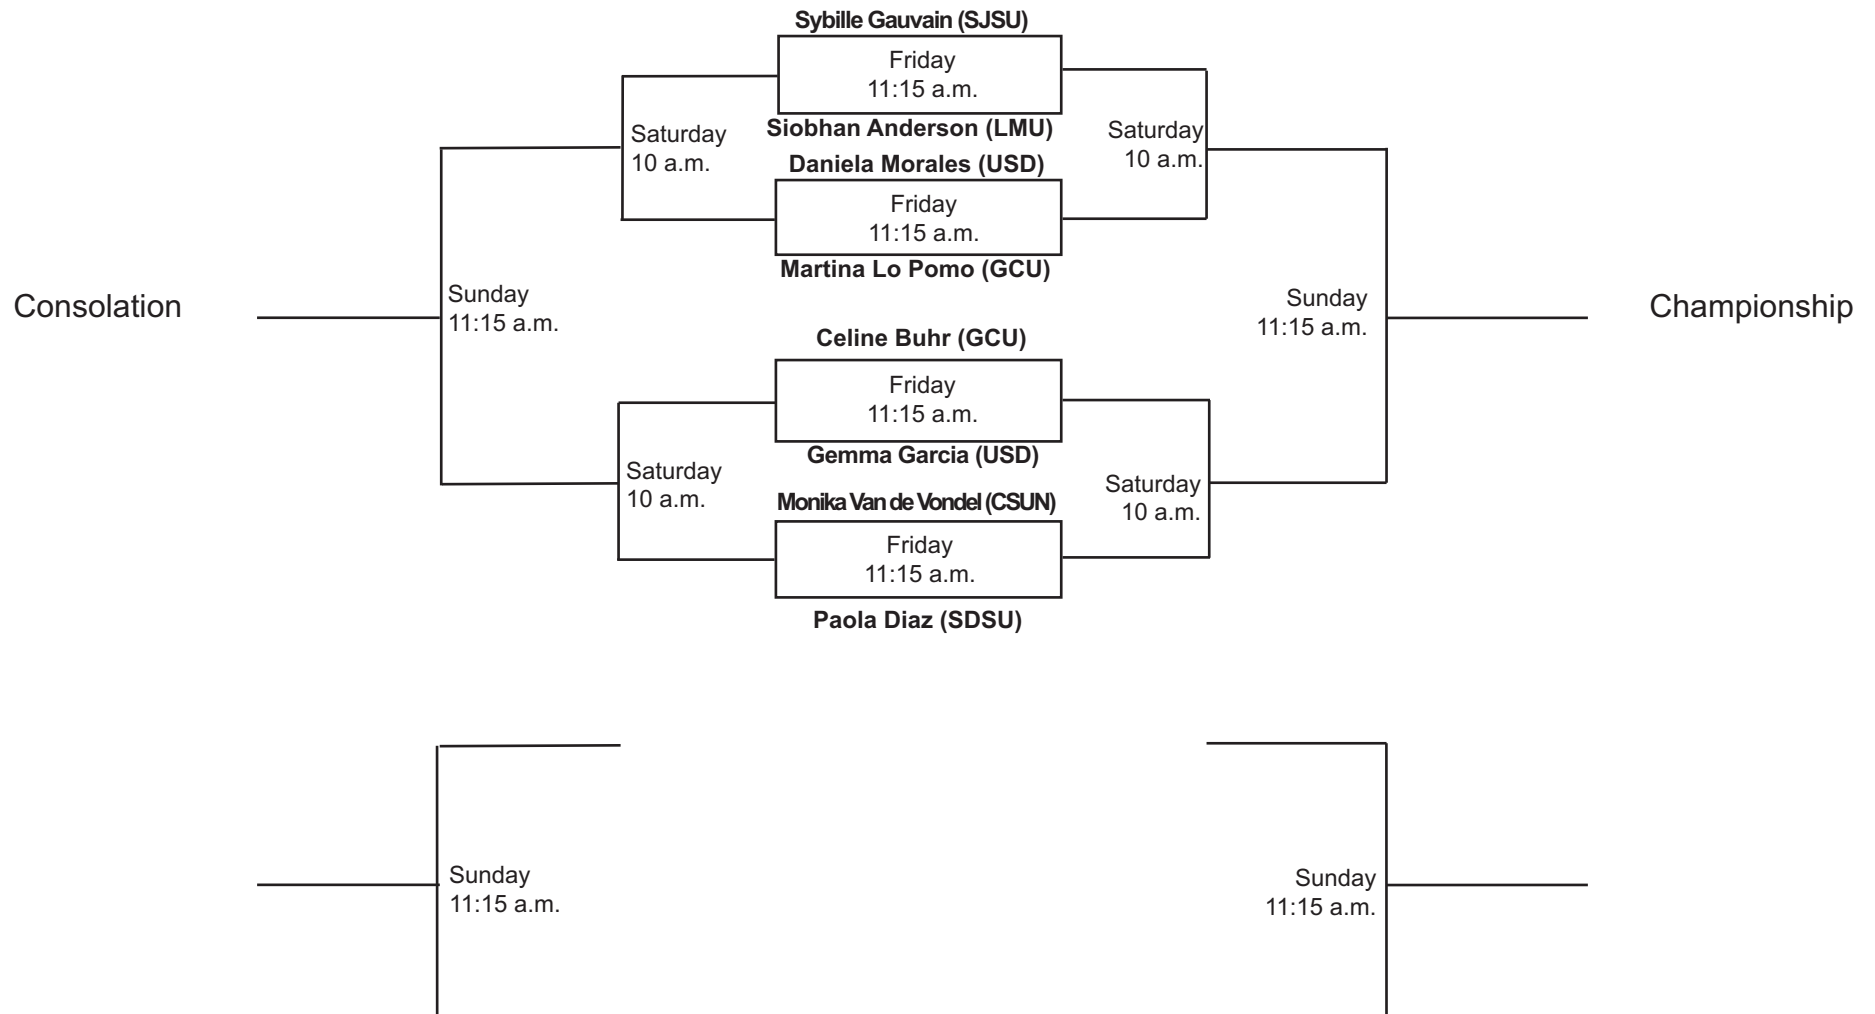 Sybille Gauvain (SJSU)
Friday
11:15 a.m.
Siobhan Anderson (LMU)
Saturday
10 a.m.
Saturday
10 a.m.
Daniela Morales (USD)
Friday
11:15 a.m.
Martina Lo Pomo (GCU)
Consolation
Sunday
11:15 a.m.
Sunday
11:15 a.m.
Championship
Celine Buhr (GCU)
Friday
11:15 a.m.
Gemma Garcia (USD)
Saturday
10 a.m.
Saturday
10 a.m.
Monika Van de Vondel (CSUN)
Friday
11:15 a.m.
Paola Diaz (SDSU)
Sunday
11:15 a.m.
Sunday
11:15 a.m.